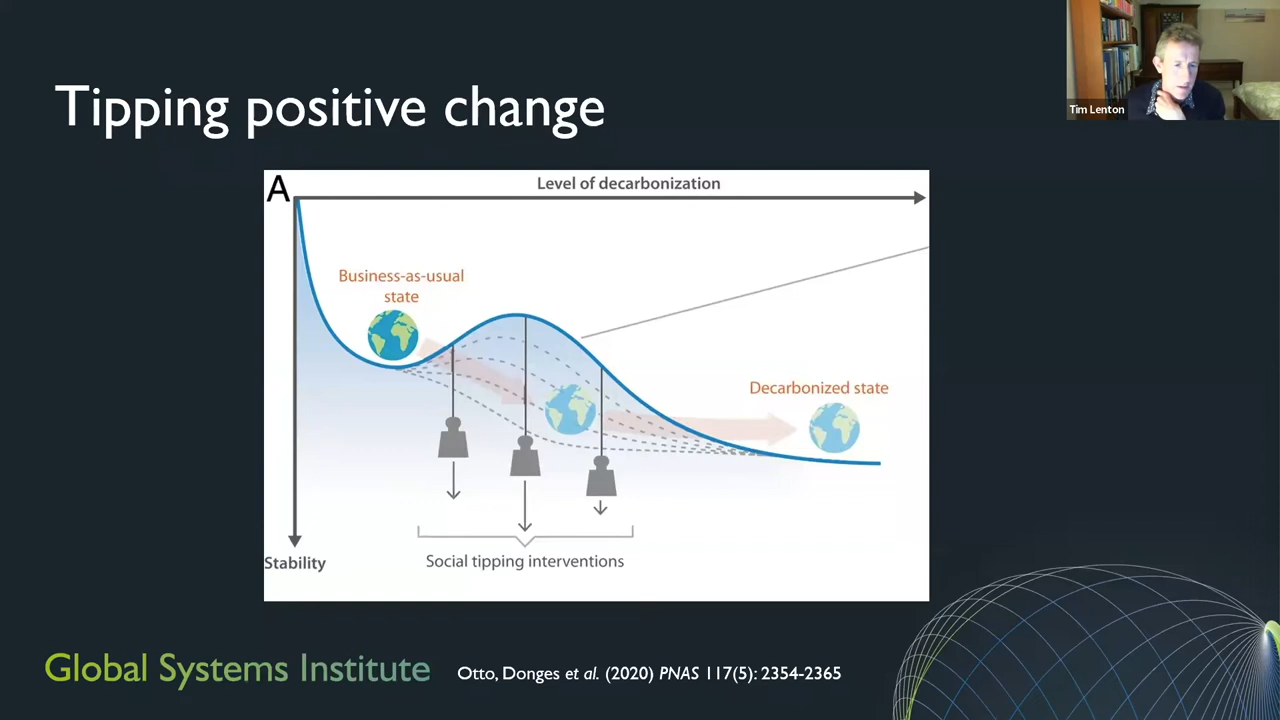 Tipping positive change
Tim Lenton
A
Level of decarbonization
Business-as-usual
state
Decarbonized state
Social tipping interventions
Stability
Global Systems Institute
Otto, Donges et al. (2020) PNAS 117(5): 2354-2365